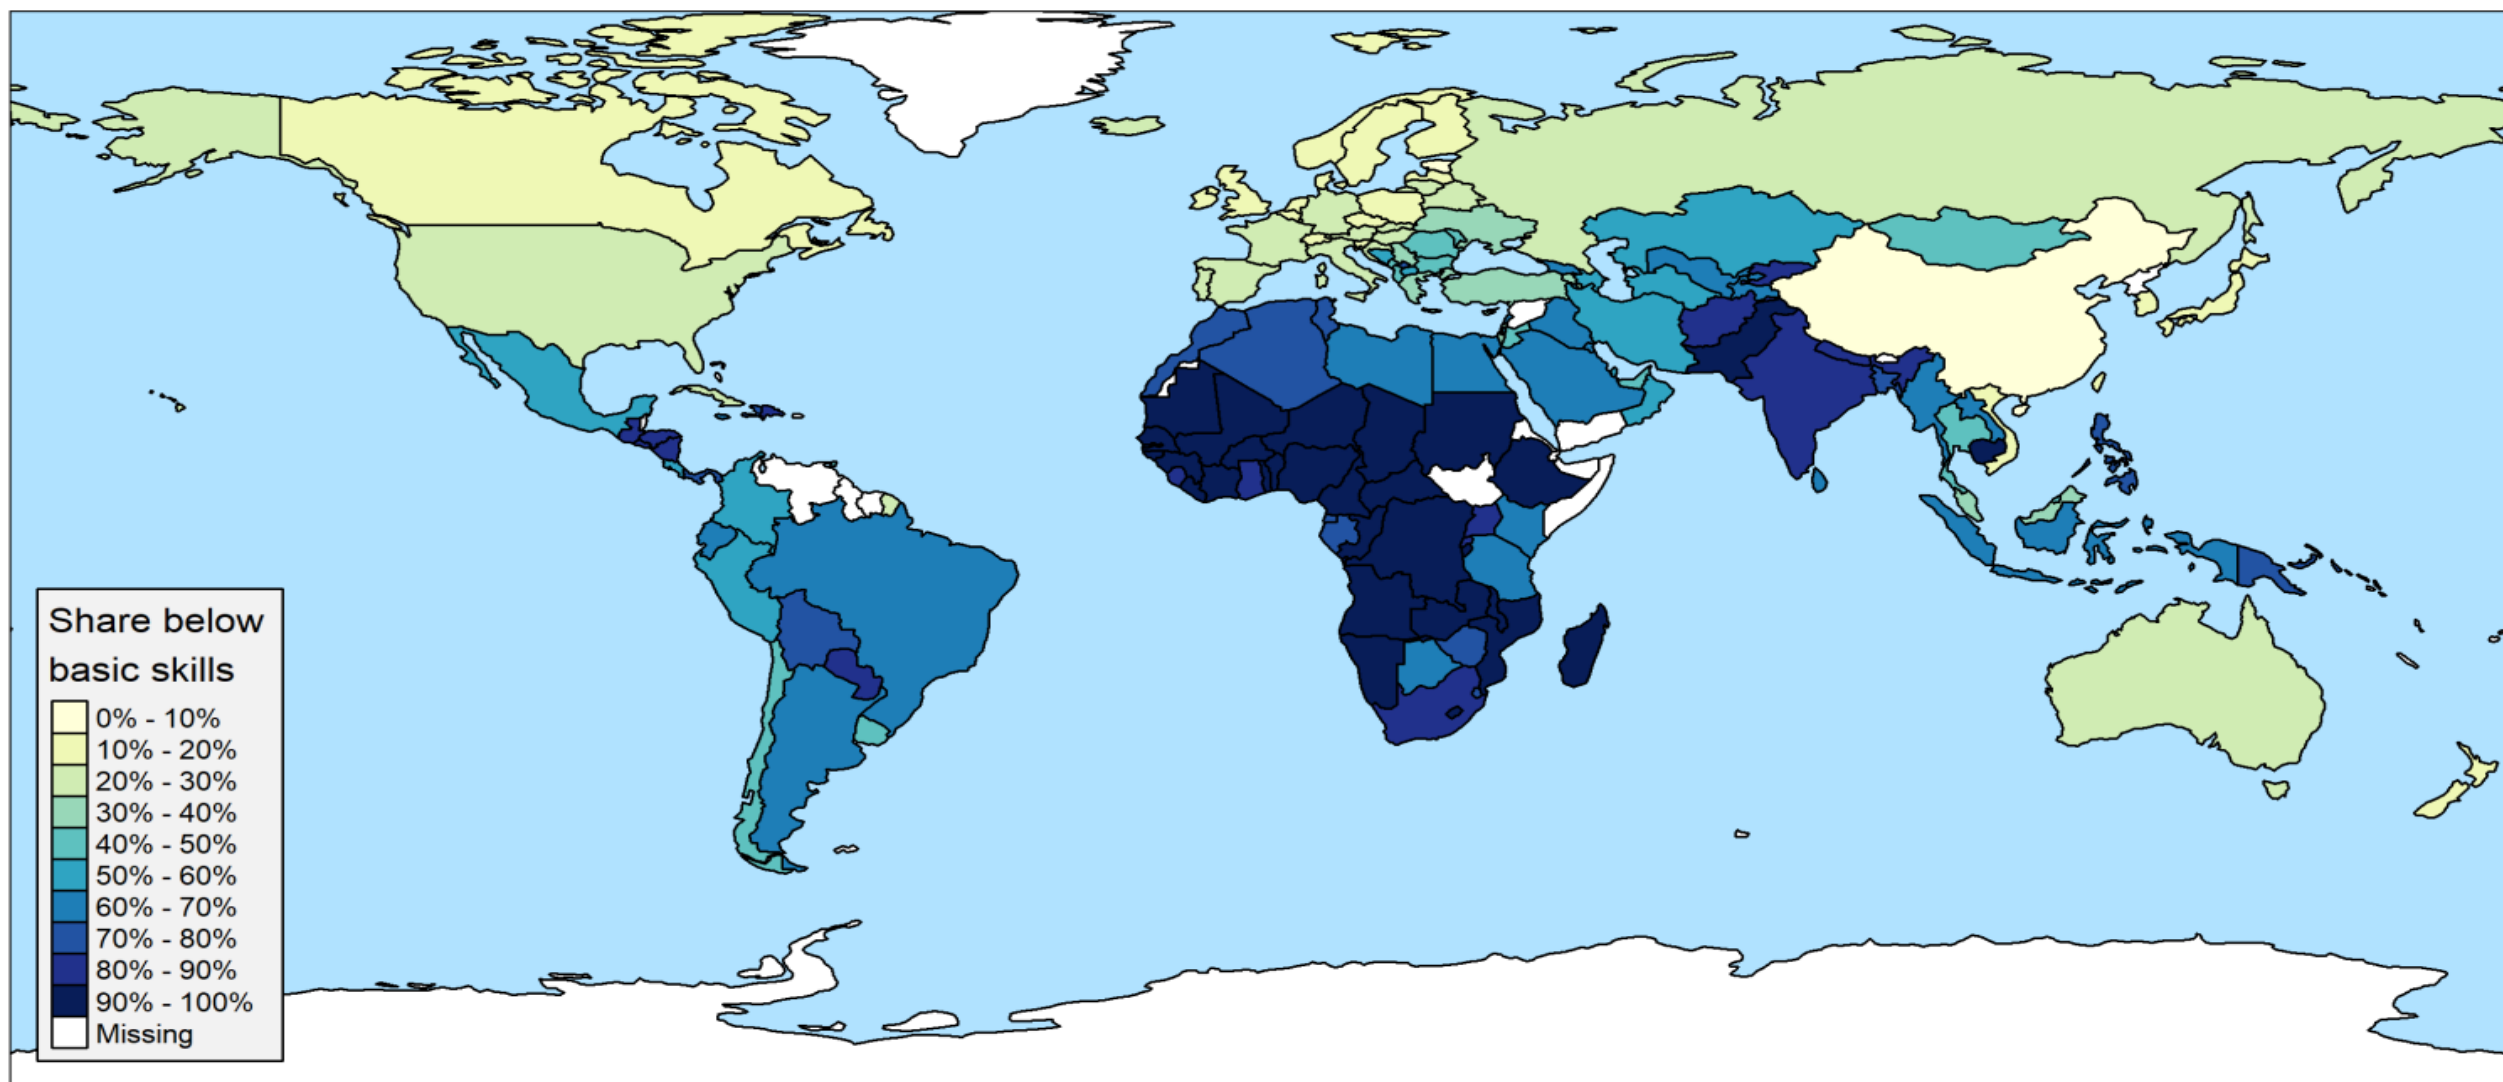 Share below
basic skills
0% - 10%
10% - 20%
20% - 30%
30% - 40%
40% - 50%
50% - 60%
60% - 70%
70% - 80%
80% - 90%
90% - 100%
Missing